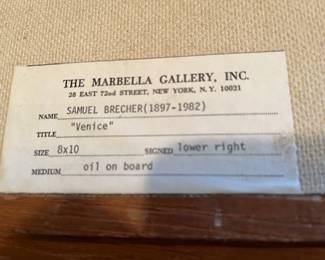 THE MARBELLA GALLERY, INC.
28 EAST 72nd STREET, NEW YORK, N. Y. 10021
NAME SAMUEL BRECHER(1897-1982)
TITLE "Venice"
SIZE 8x10 SIGNED lower right
MEDIUM oil on board